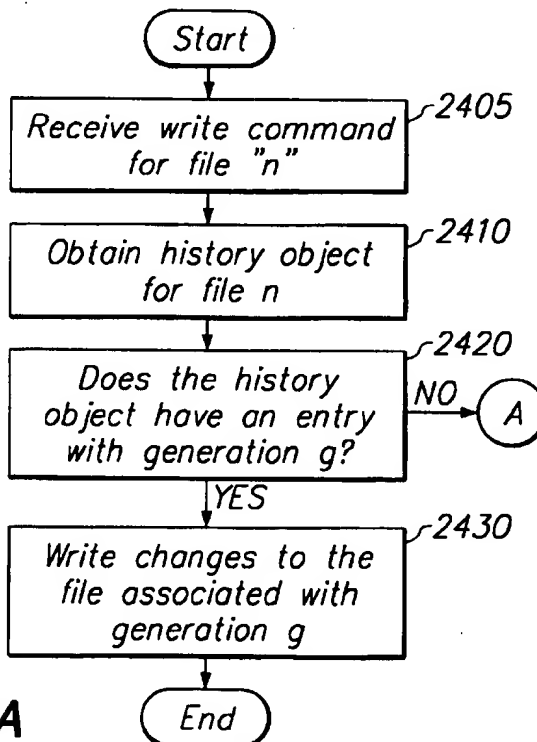 Start
2405
Receive write command
for file "n"
2410
Obtain history object
for file n
2420
Does the history
object have an entry
with generation g?
NO
A
YES
2430
Write changes to the
file associated with
generation g
A
End